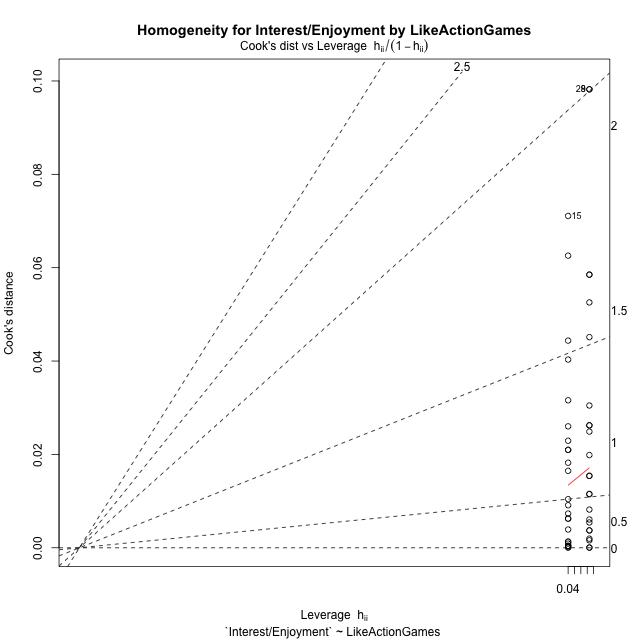 Homogeneity for Interest/Enjoyment by LikeActionGames
Cook's dist vs Leverage hii/(1 − hii)
2.5
0.10
2
15
0.08
0.06
1.5
0.04
1
0.02
0.5
0.00
0
0.04
Cook's distance
Leverage hii
`Interest/Enjoyment` ~ LikeActionGames